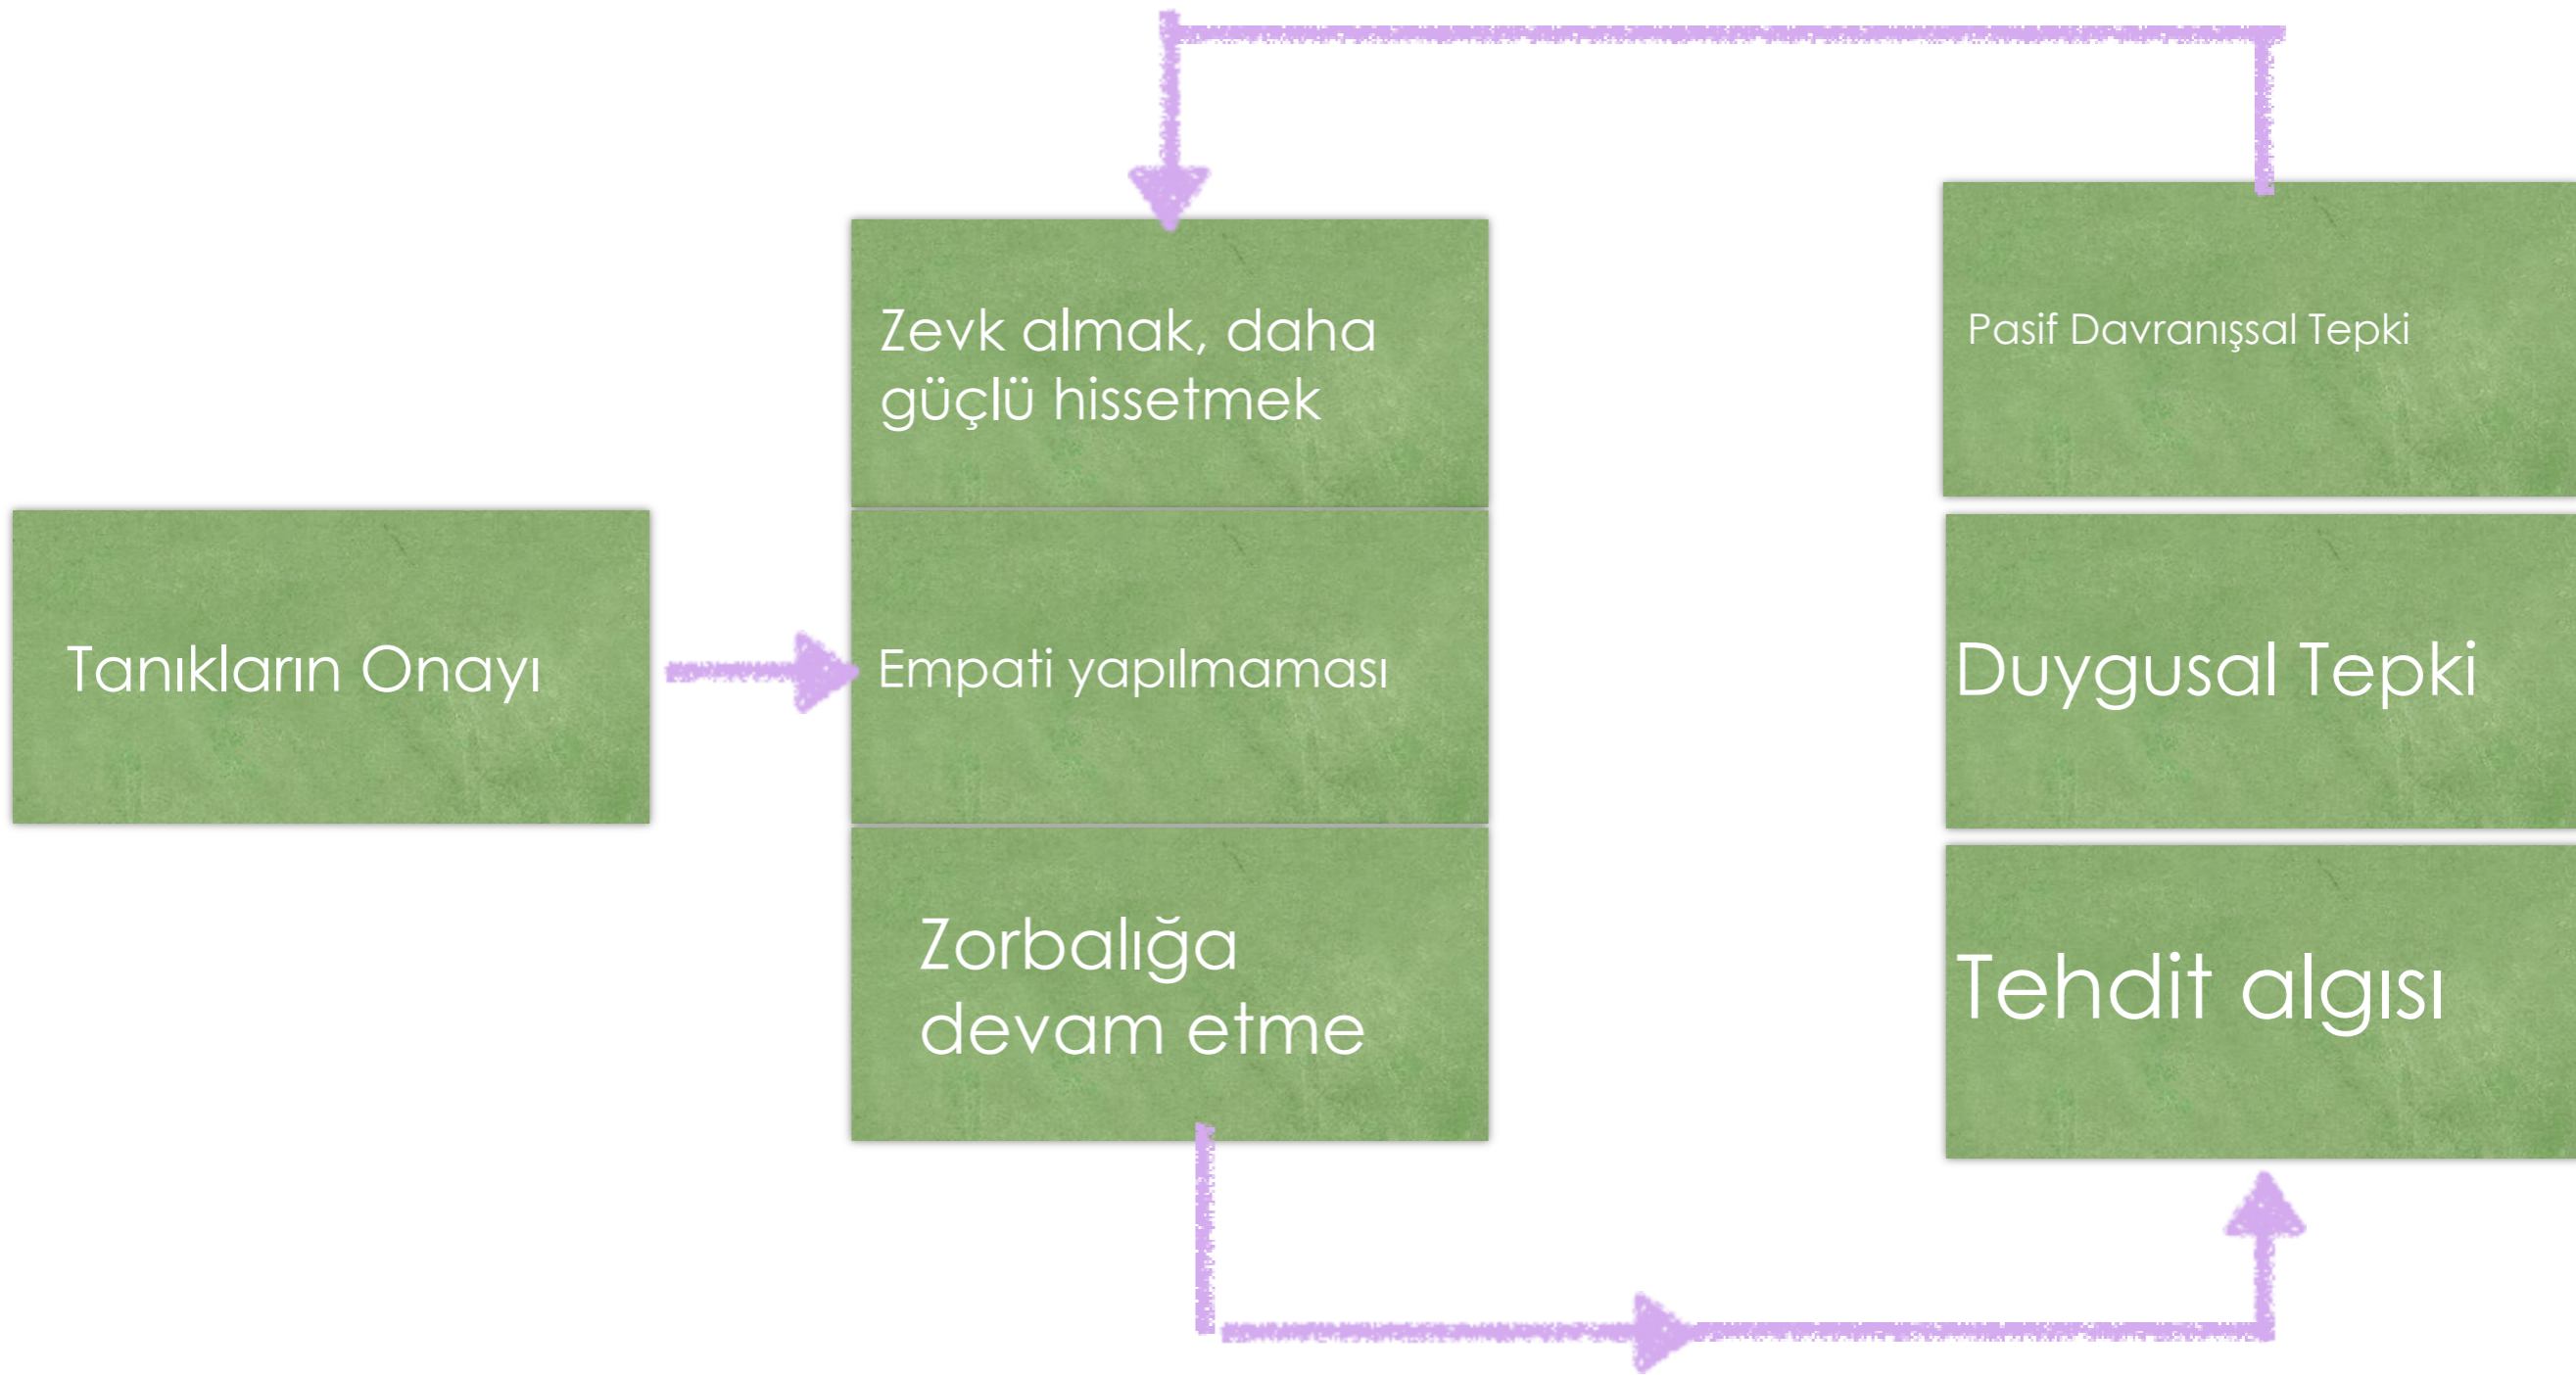 Tanıkların Onayı
Zevk almak, daha
güçlü hissetmek
Empati yapılmaması
Zorbalığa
devam etme
Pasif Davranışsal Tepki
Duygusal Tepki
Tehdit algısı